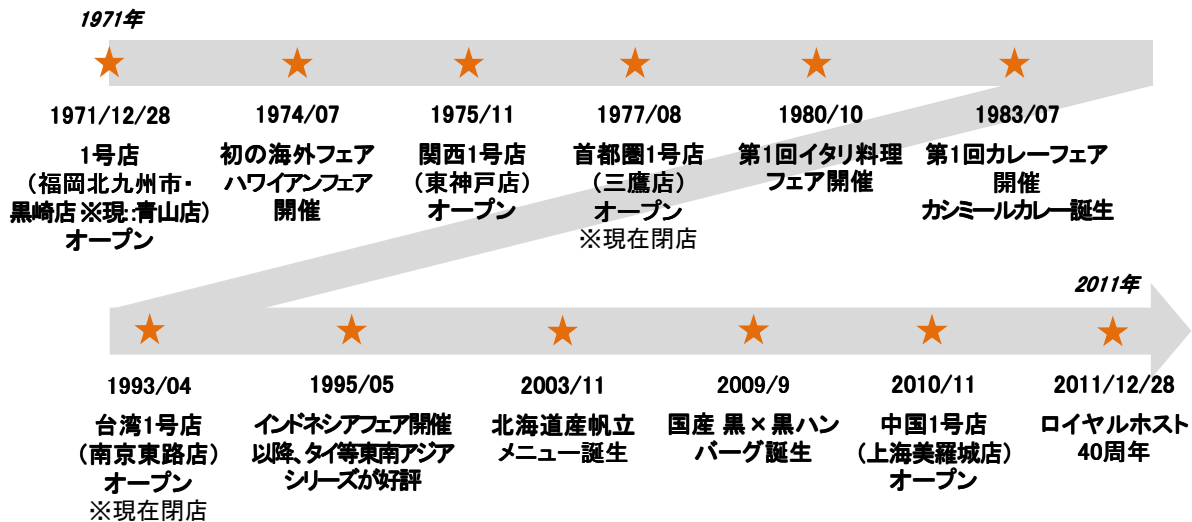 1971年
1971/12/28
1号店
（福岡北九州市・
黒崎店 ※現::青山店）
オープン
1974/07
初の海外フェア
ハワイアンフェア
開催
1975/11
関西1号店
（東神戸店）
オープン
1977/08
首都圏1号店
（三鷹店）
オープン
※現在閉店
1980/10
第1回イタリ料理
フェア開催
1983/07
第1回カレーフェア
開催
カシミールカレー誕生
2011年
1993/04
台湾1号店
（南京東路店）
オープン
※現在閉店
1995/05
インドネシアフェア開催
以降、タイ等東南アジア
シリーズが好評
2003/11
北海道産帆立
メニュー誕生
2009/9
国産 黒×黒ハン
バーグ誕生
2010/11
中国1号店
（上海美羅城店）
オープン
2011/12/28
ロイヤルホスト
40周年